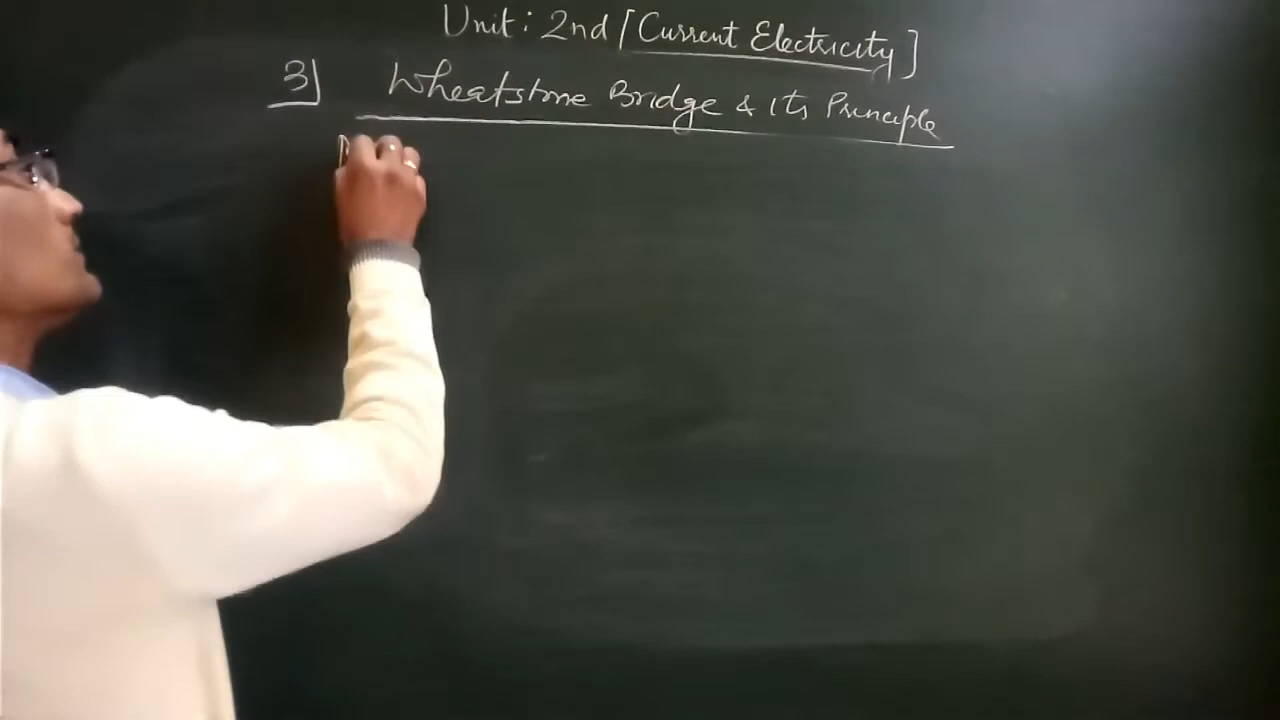 Unit: 2nd [Current Electricity]
3] Wheatstone Bridge & its Principle